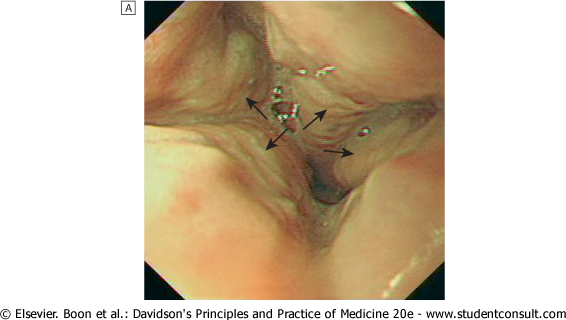 A
© Elsevier. Boon et al.: Davidson's Principles and Practice of Medicine 20e - www.studentconsult.com